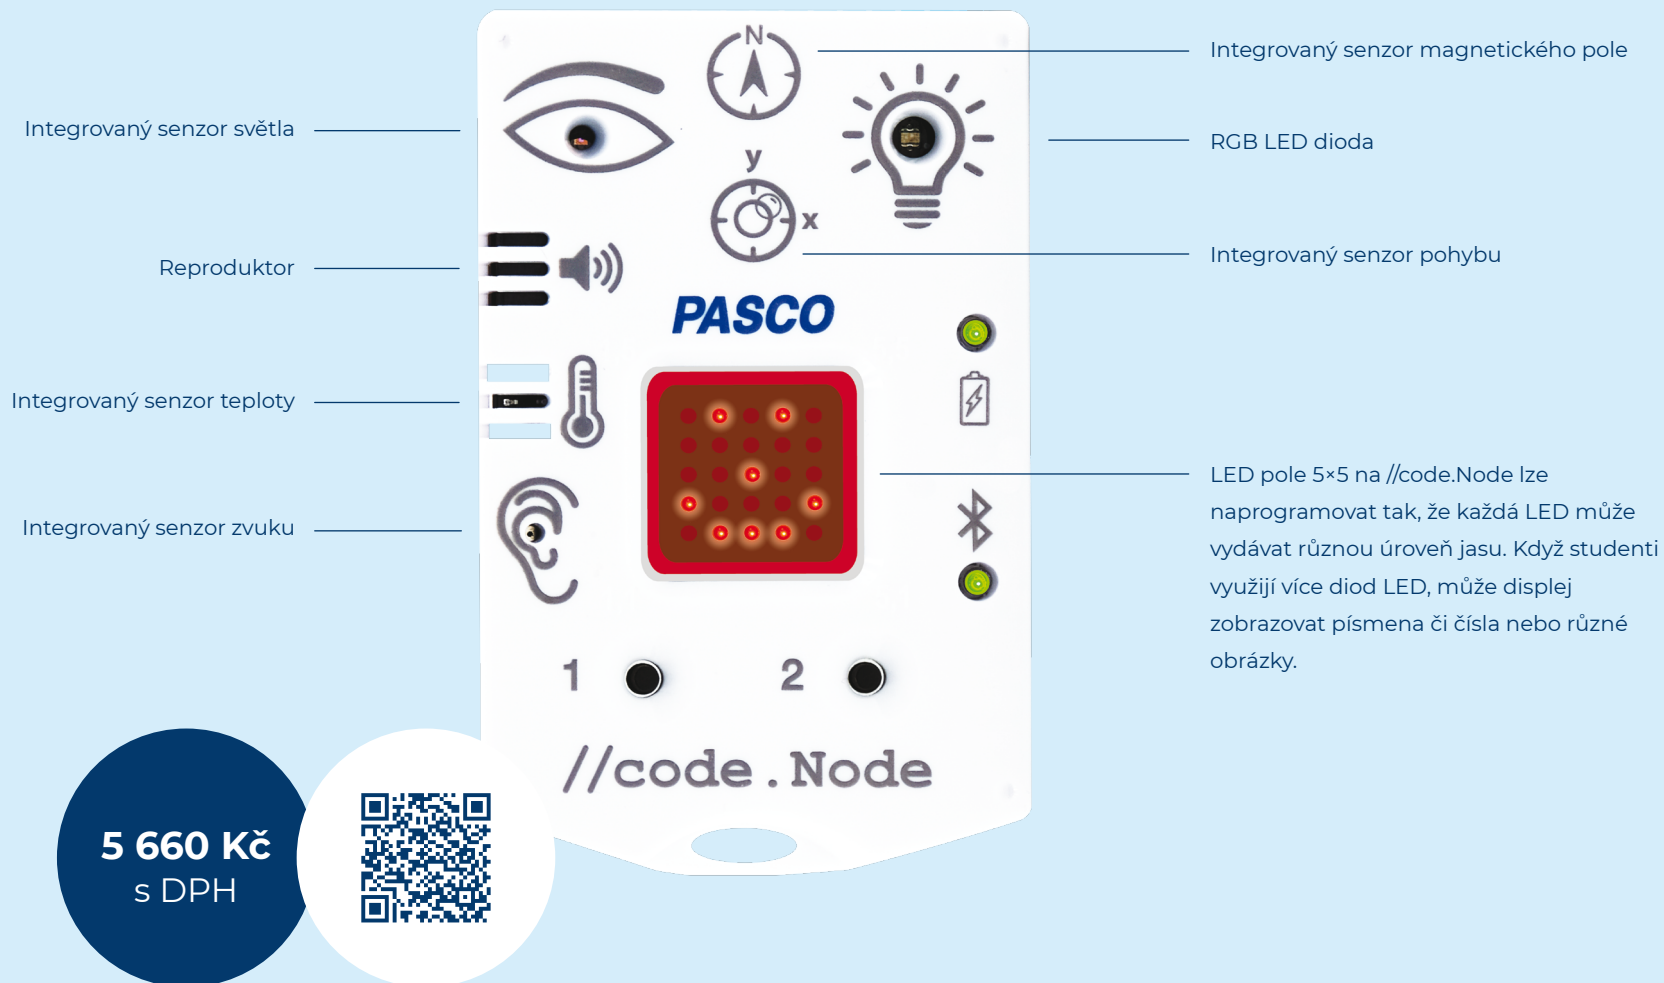 Integrovaný senzor magnetického pole
Integrovaný senzor světla
RGB LED dioda
Integrovaný senzor pohybu
Reproduktor
Integrovaný senzor teploty
Integrovaný senzor zvuku
N
y
x
PASCO
LED pole 5×5 na //code.Node lze
naprogramovat tak, že každá LED může
vydávat různou úroveň jasu. Když studenti
využijí více diod LED, může displej
zobrazovat písmena či čísla nebo různé
obrázky.
1 2
//code.Node
5 660 Kč
s DPH